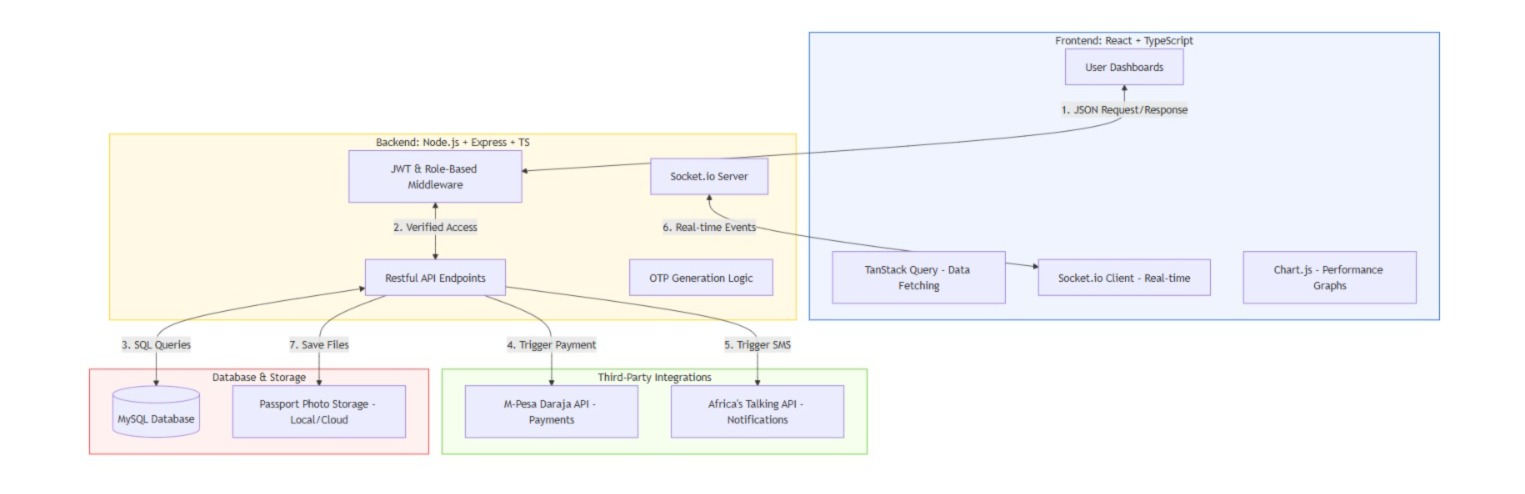 Frontend: React + TypeScript
User Dashboards
1. JSON Request/Response
Backend: Node.js + Express + TS
JWT & Role-Based
Middleware
Socket.io Server
2. Verified Access
6. Real-time Events
Restful API Endpoints
OTP Generation Logic
TanStack Query - Data
Fetching
Socket.io Client - Real-time
Chart.js - Performance
Graphs
3. SQL Queries
7. Save Files
4. Trigger Payment
5. Trigger SMS
Database & Storage
MySQL Database
Passport Photo Storage -
Local/Cloud
Third-Party Integrations
M-Pesa Daraja API -
Payments
Africa's Talking API -
Notifications